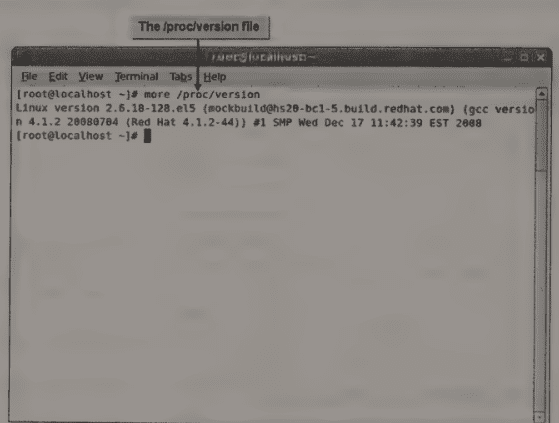 The /proc/version file
root@localhost:~
File Edit View Terminal Tabs Help
[root@localhost ~]# more /proc/version
Linux version 2.6.18-128.el5 (mockbuild@hs20-bc1-5.build.redhat.com) (gcc versio
n 4.1.2 20080704 (Red Hat 4.1.2-44)) #1 SMP Wed Dec 17 11:42:39 EST 2008
[root@localhost ~]#